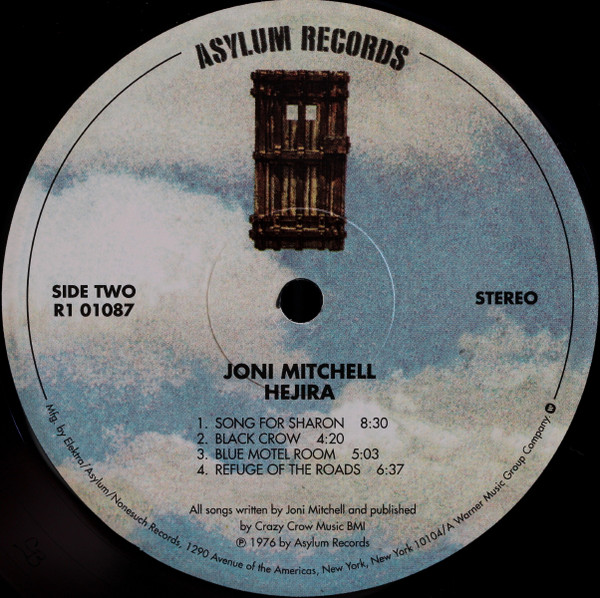 ASYLUM RECORDS
SIDE TWO
R1 01087
STEREO
JONI MITCHELL
HEJIRA
1. SONG FOR SHARON 8:30
2. BLACK CROW 4:20
3. BLUE MOTEL ROOM 5:03
4. REFUGE OF THE ROADS 6:37
All songs written by Joni Mitchell and published
by Crazy Crow Music BMI
℗ 1976 by Asylum Records
Mfg. by Elektra/Asylum/Nonesuch Records, 1290 Avenue of the Americas, New York, New York 10104/A Warner Music Group Company.